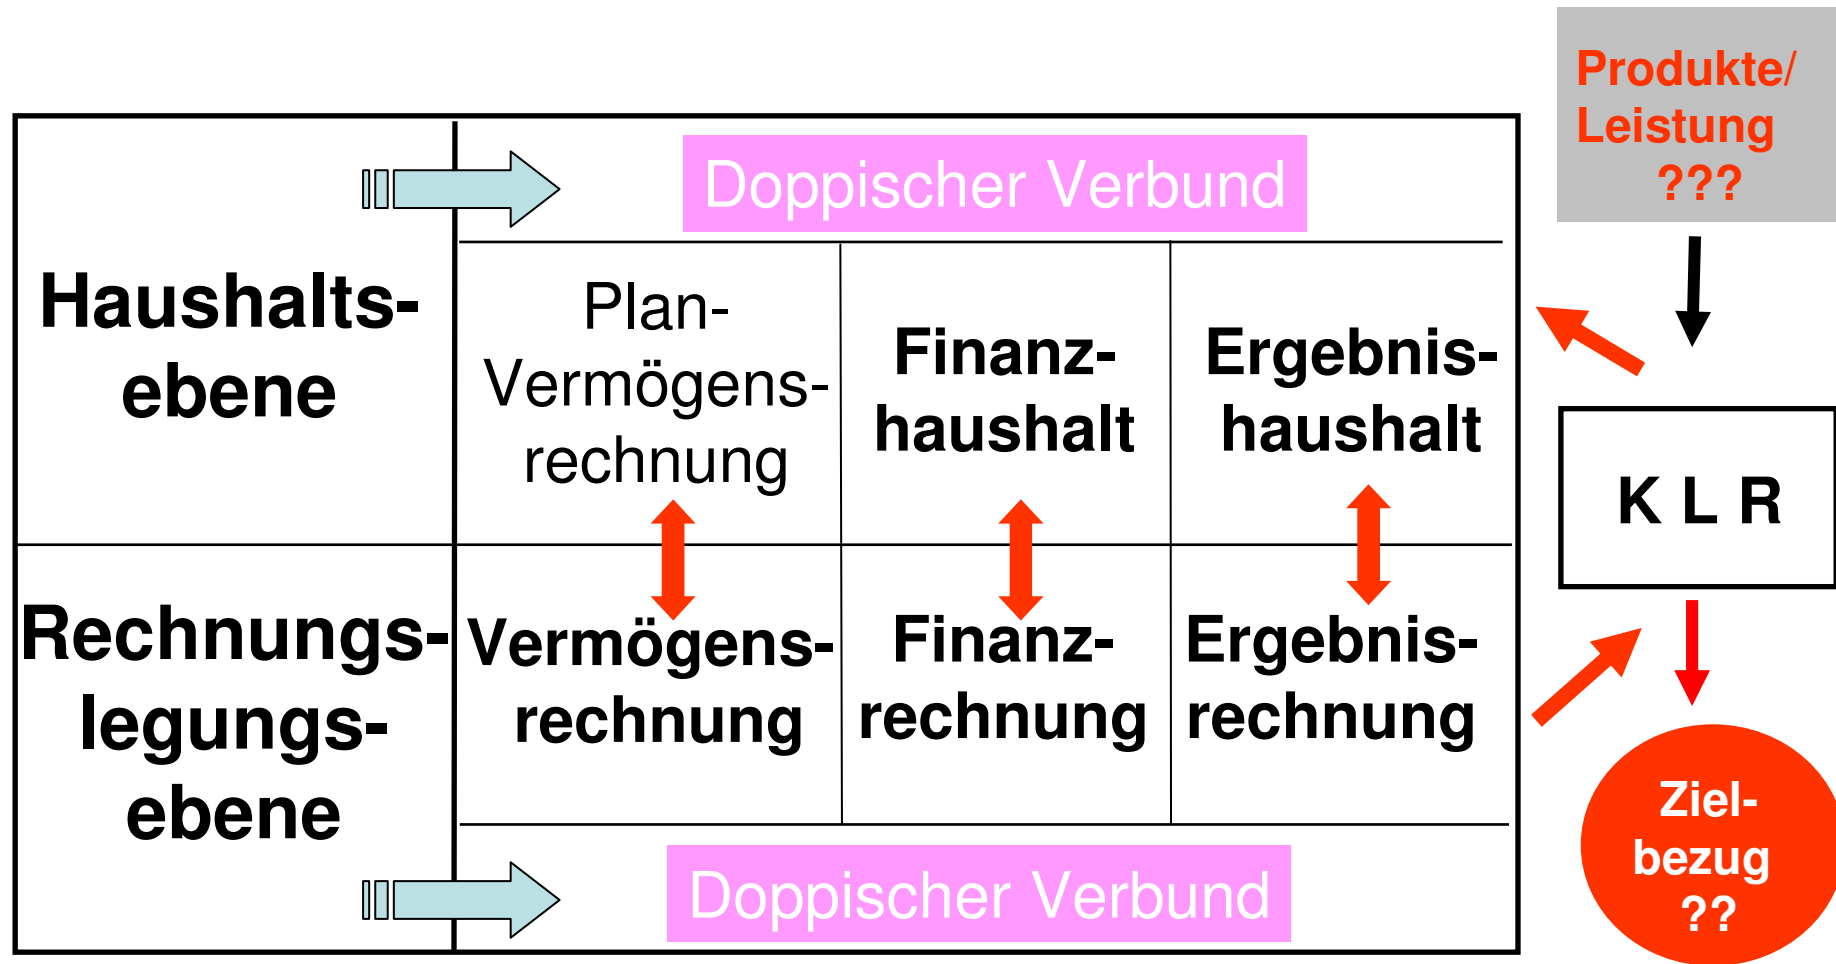 Produkte/
Leistung
???
Doppischer Verbund
Haushalts-
ebene
Plan-
Vermögens-
rechnung
Finanz-
haushalt
Ergebnis-
haushalt
K L R
Rechnungs-
legungs-
ebene
Vermögens-
rechnung
Finanz-
rechnung
Ergebnis-
rechnung
Ziel-
bezug
??
Doppischer Verbund